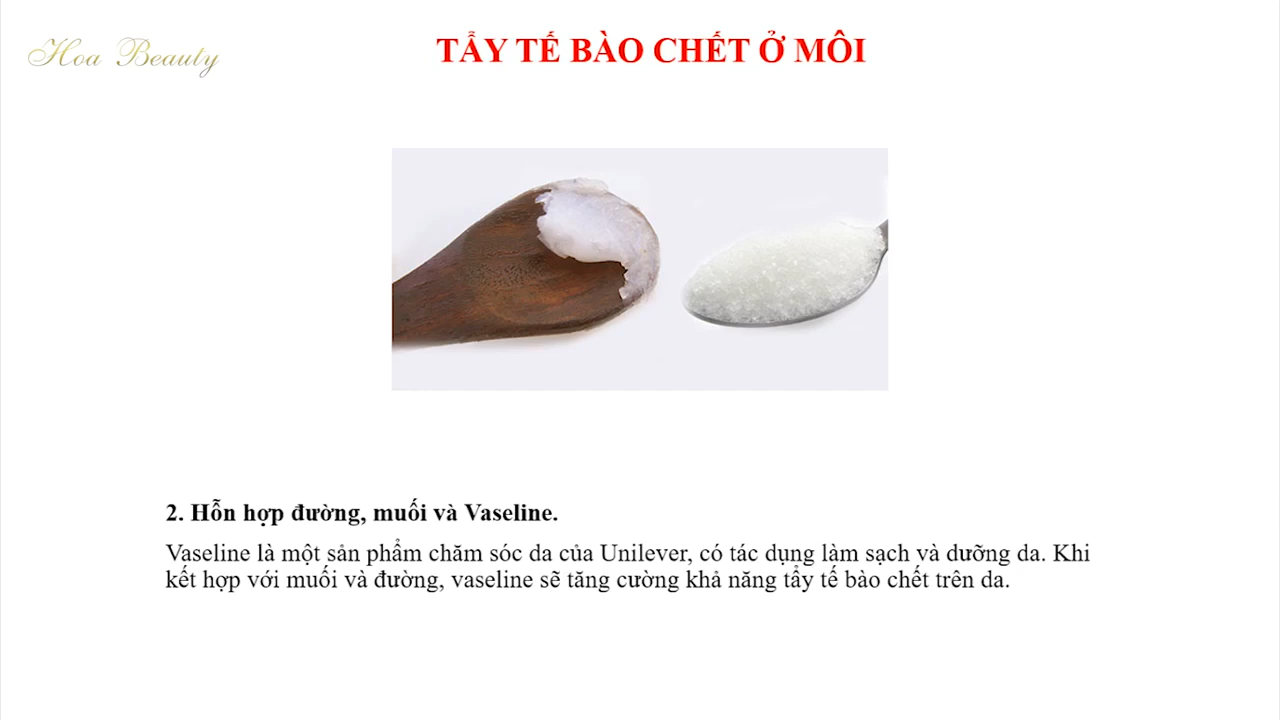 Hoa Beauty
TẨY TẾ BÀO CHẾT Ở MÔI
2. Hỗn hợp đường, muối và Vaseline.
Vaseline là một sản phẩm chăm sóc da của Unilever, có tác dụng làm sạch và dưỡng da. Khi
kết hợp với muối và đường, vaseline sẽ tăng cường khả năng tẩy tế bào chết trên da.